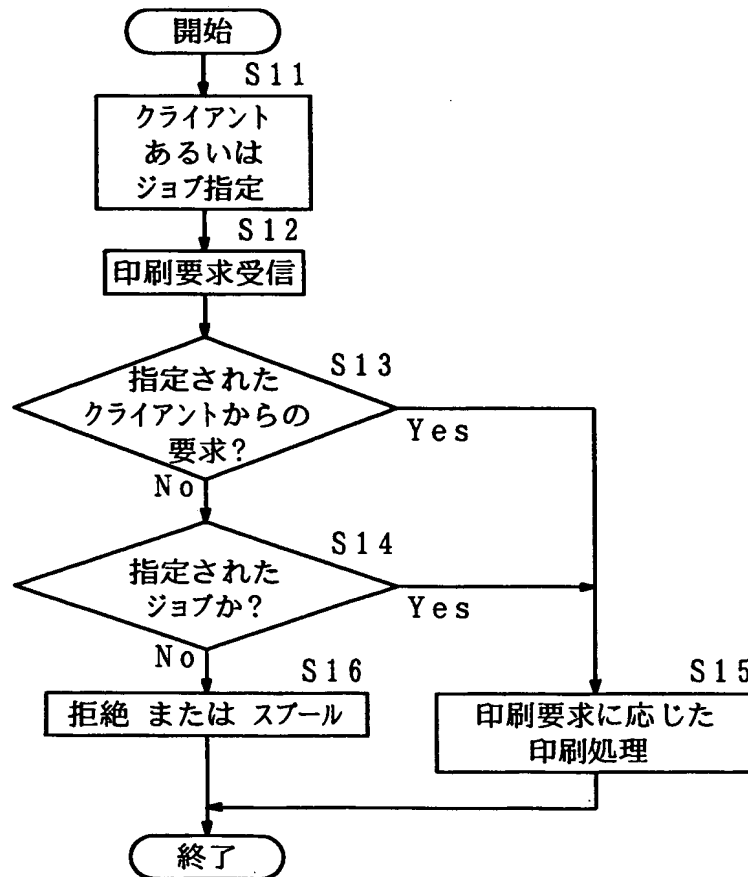 開始
S11
クライアント
あるいは
ジョブ指定
S12
印刷要求受信
S13
指定された
クライアントからの
要求?
Yes
No
S14
指定された
ジョブか?
Yes
No
S16
拒絶 または スプール
S15
印刷要求に応じた
印刷処理
終了